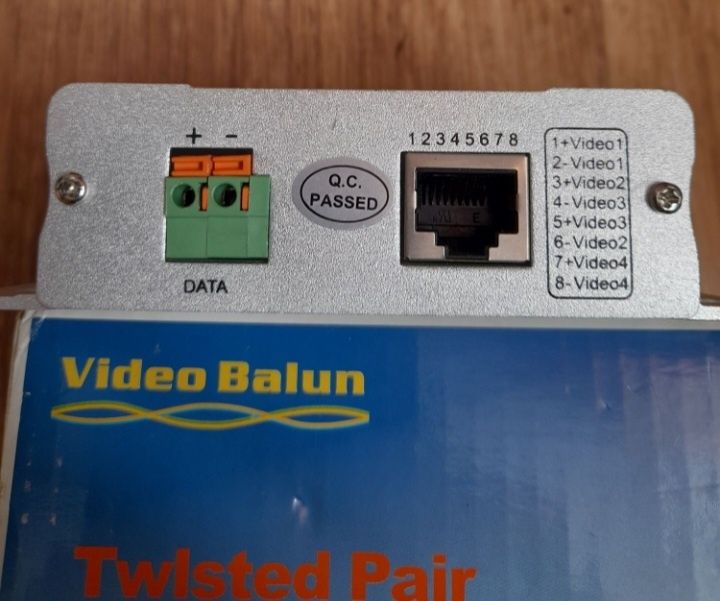 + -
12345678
Q.C.
PASSED
1+Video1
2- Video1
3+Video2
4- Video3
5+Video3
6- Video2
7+Video4
8- Video4
DATA
Video Balun
Twisted Pair